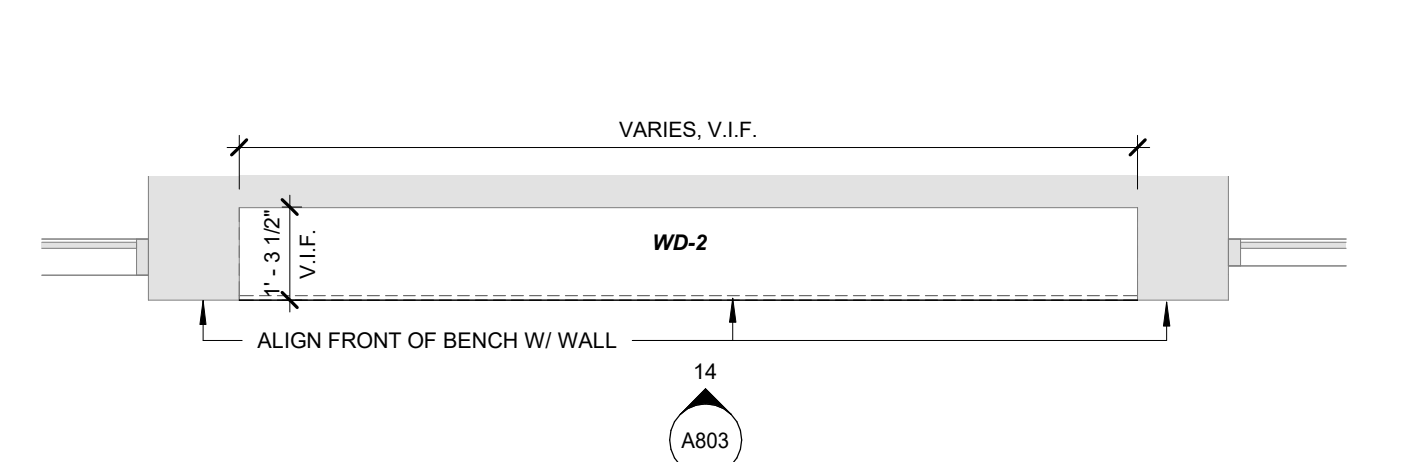 VARIES, V.I.F.
1' - 3 1/2"
V.I.F.
WD-2
ALIGN FRONT OF BENCH W/ WALL
14
A803